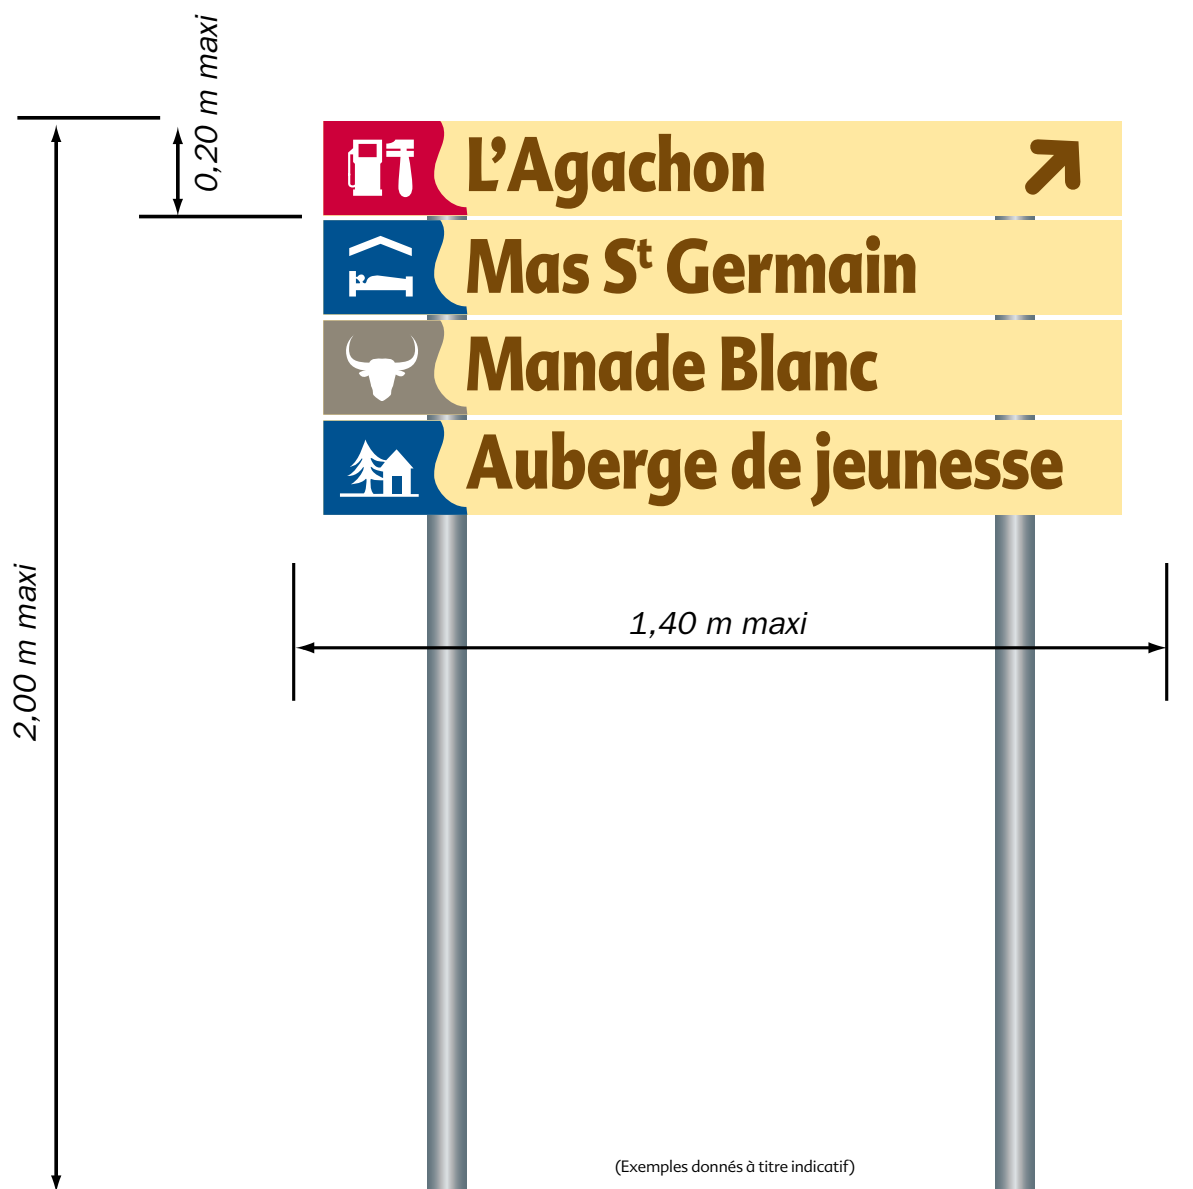 0,20 m maxi
L’Agachon
Mas St Germain
Manade Blanc
Auberge de jeunesse
2,00 m maxi
1,40 m maxi
(Exemples donnés à titre indicatif)